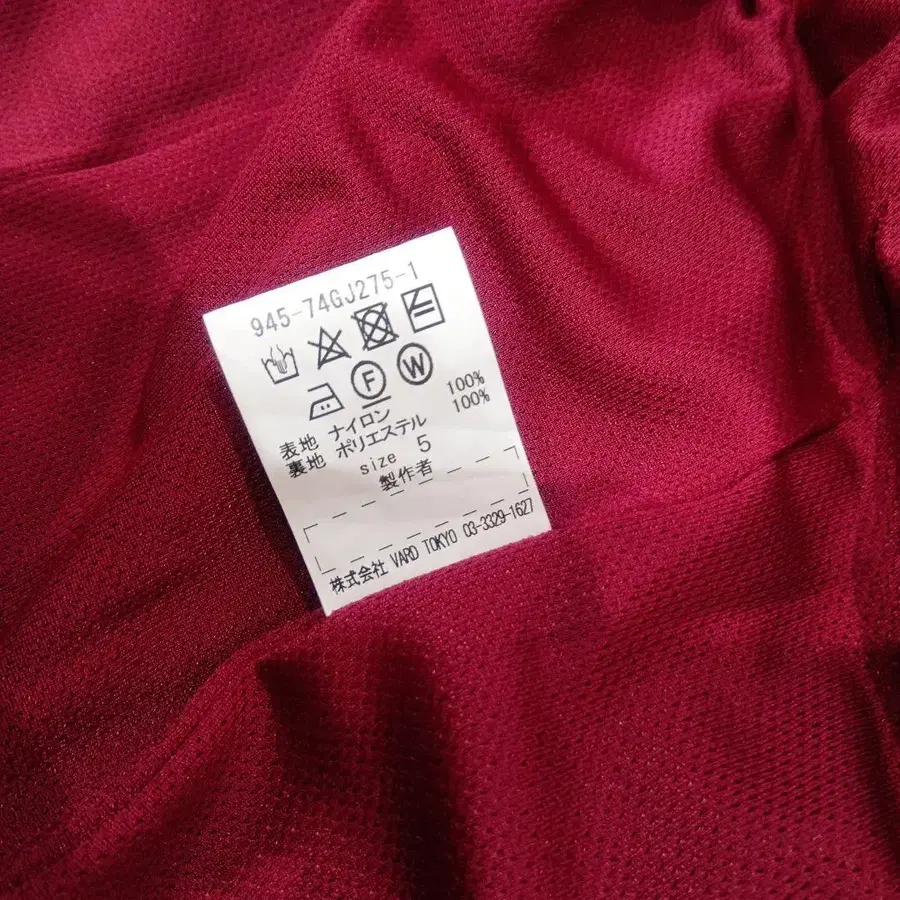 945-74GJ275-1
F W
表地 ナイロン 100%
裏地 ポリエステル 100%
size 5
製作者
株式会社 VARD TOKYO 03-3329-1627